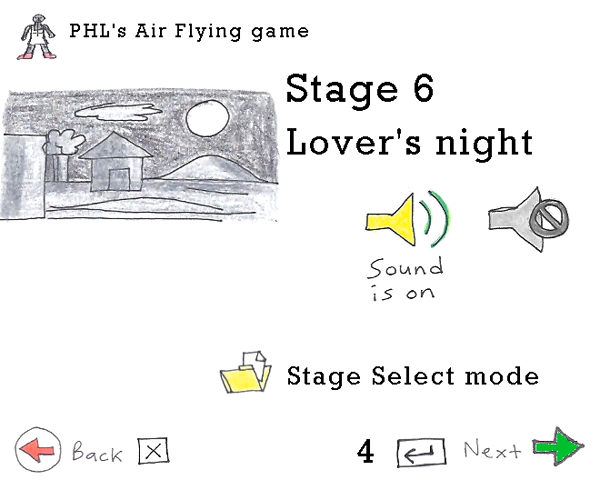 PHL's Air Flying game
Stage 6
Lover's night
Sound
is on
Stage Select mode
Back X
4 Next